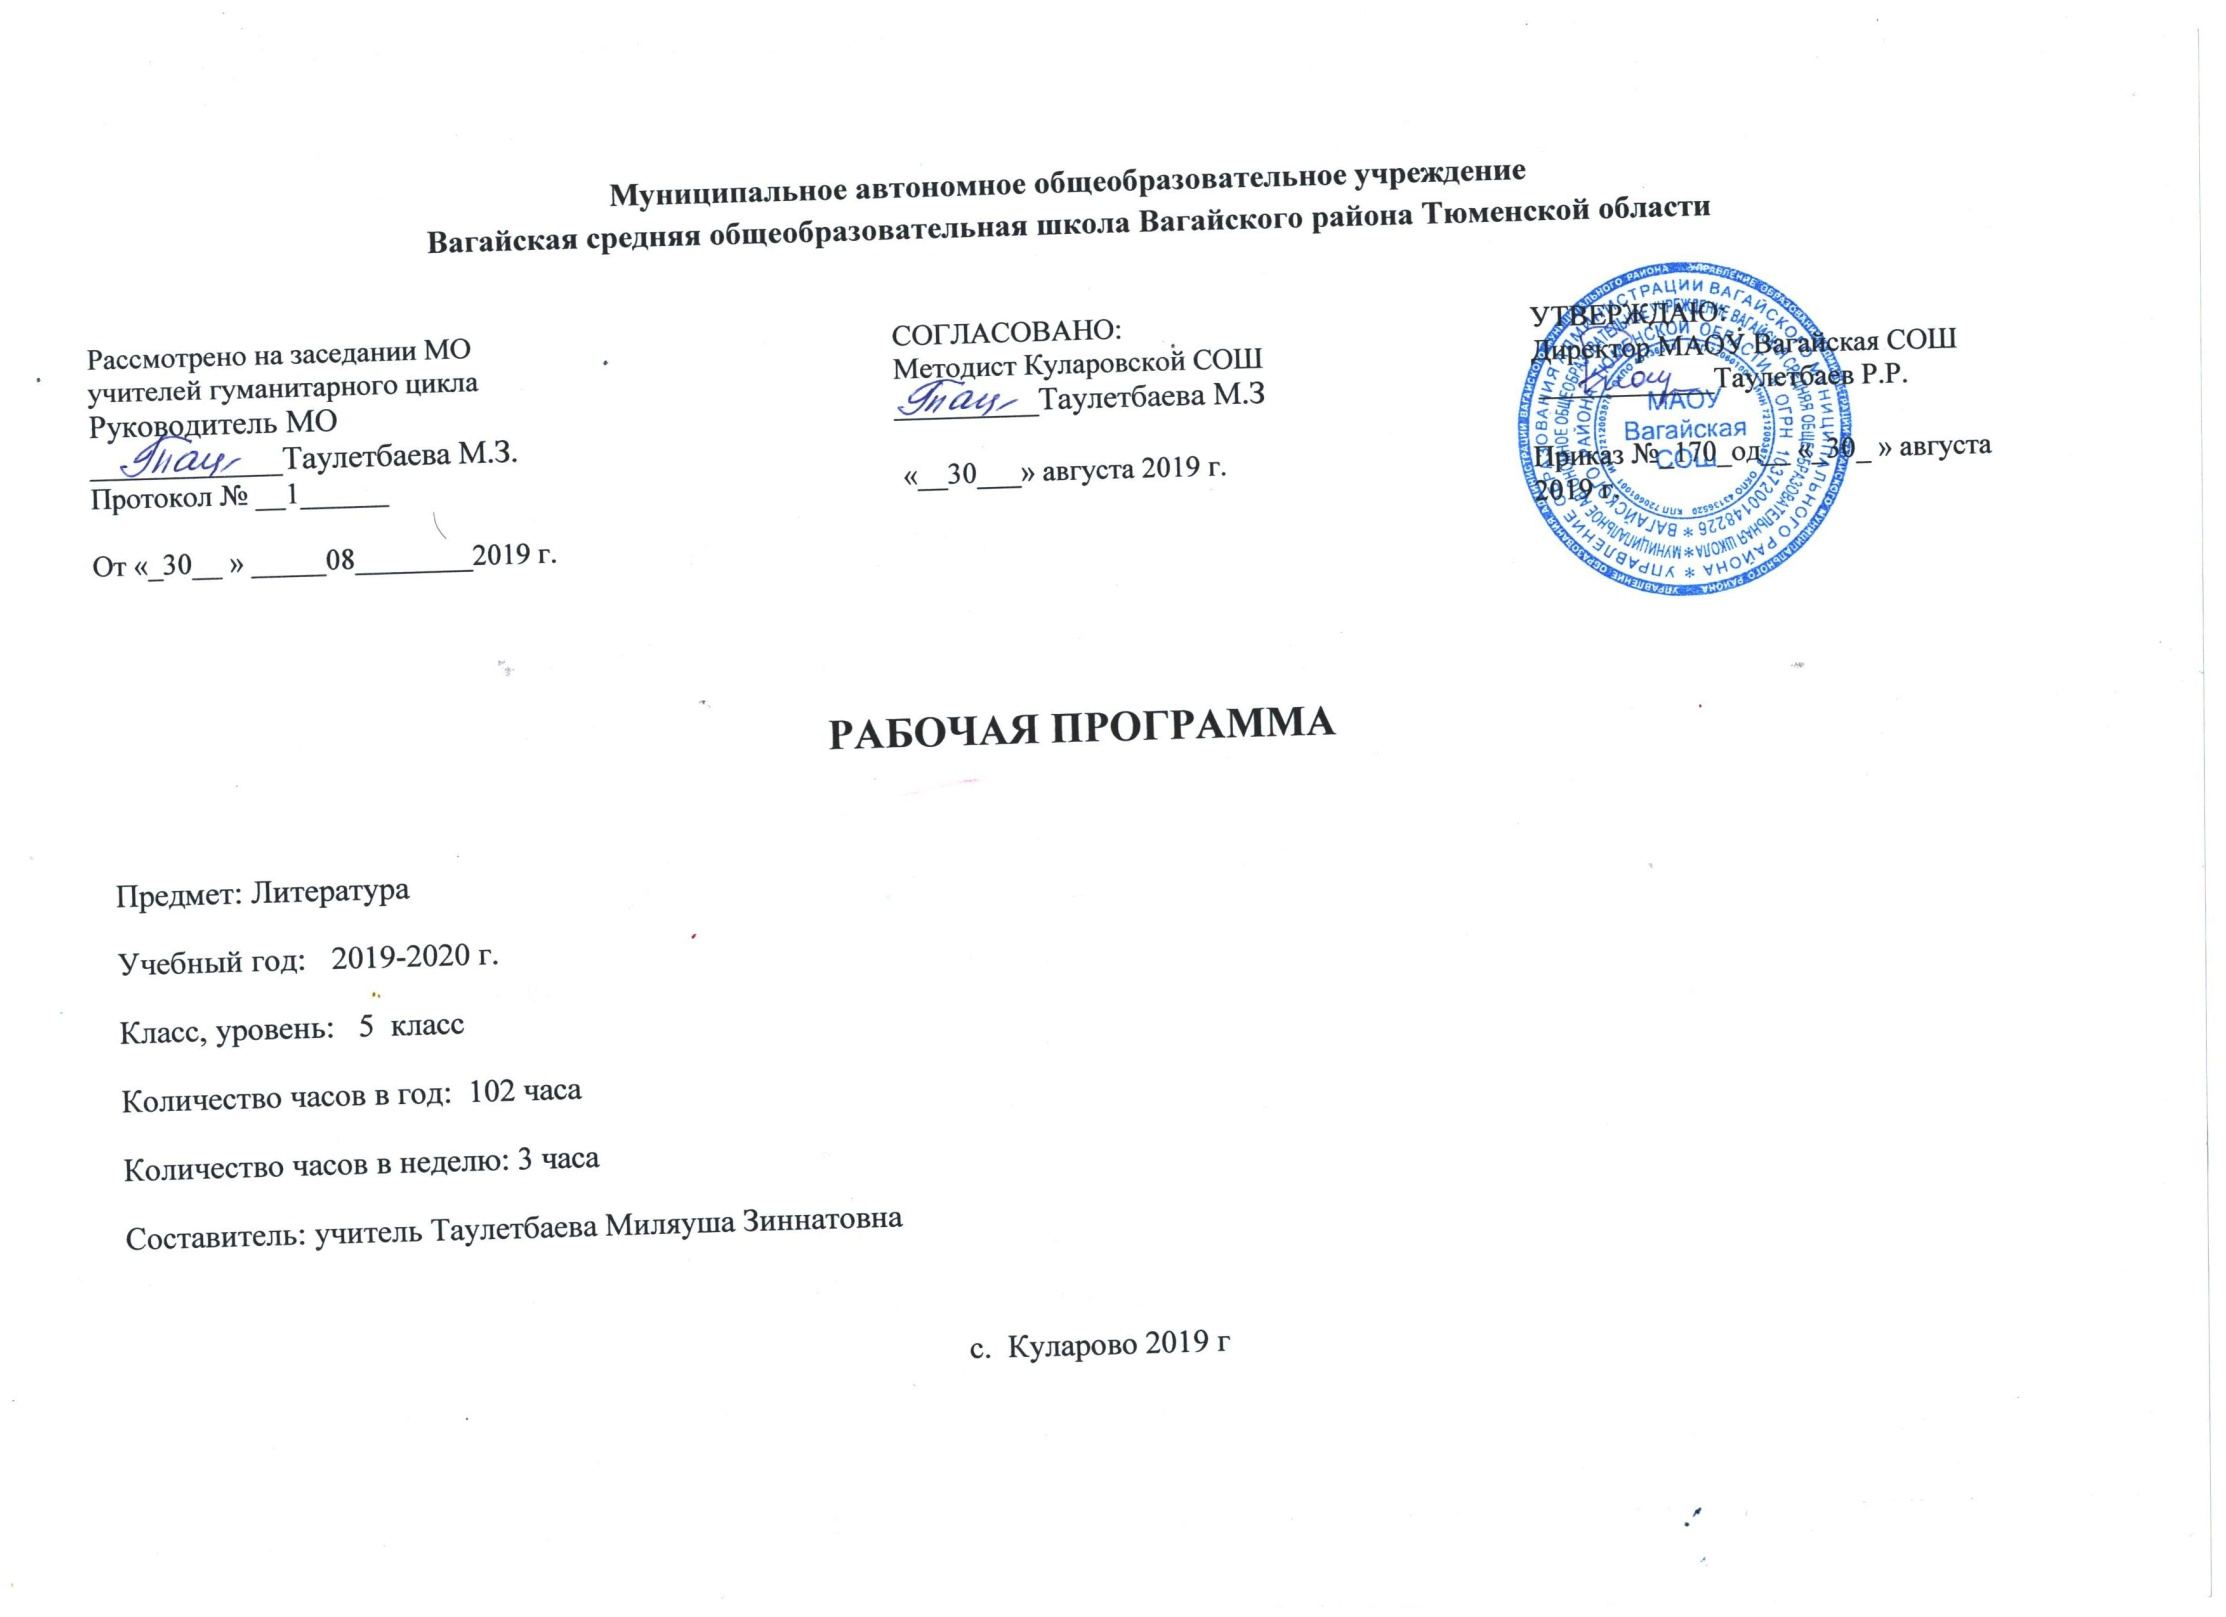 Муниципальное автономное общеобразовательное учреждение
Вагайская средняя общеобразовательная школа Вагайского района Тюменской области
Рассмотрено на заседании МО
учителей гуманитарного цикла
Руководитель МО
_____________Таулетбаева М.З.
Протокол № __1______
От «_30__ » _____08________2019 г.
СОГЛАСОВАНО:
Методист Куларовской СОШ
__________Таулетбаева М.З
«__30___» августа 2019 г.
УТВЕРЖДАЮ:
Директор МАОУ Вагайская СОШ
___________ Таулетбаев Р.Р.
Приказ №_170_од__ «_30_ » августа
2019 г.
МАОУ
Вагайская
СОШ
РАБОЧАЯ ПРОГРАММА
Предмет: Литература
Учебный год: 2019-2020 г.
Класс, уровень: 5 класс
Количество часов в год: 102 часа
Количество часов в неделю: 3 часа
Составитель: учитель Таулетбаева Миляуша Зиннатовна
с. Куларово 2019 г